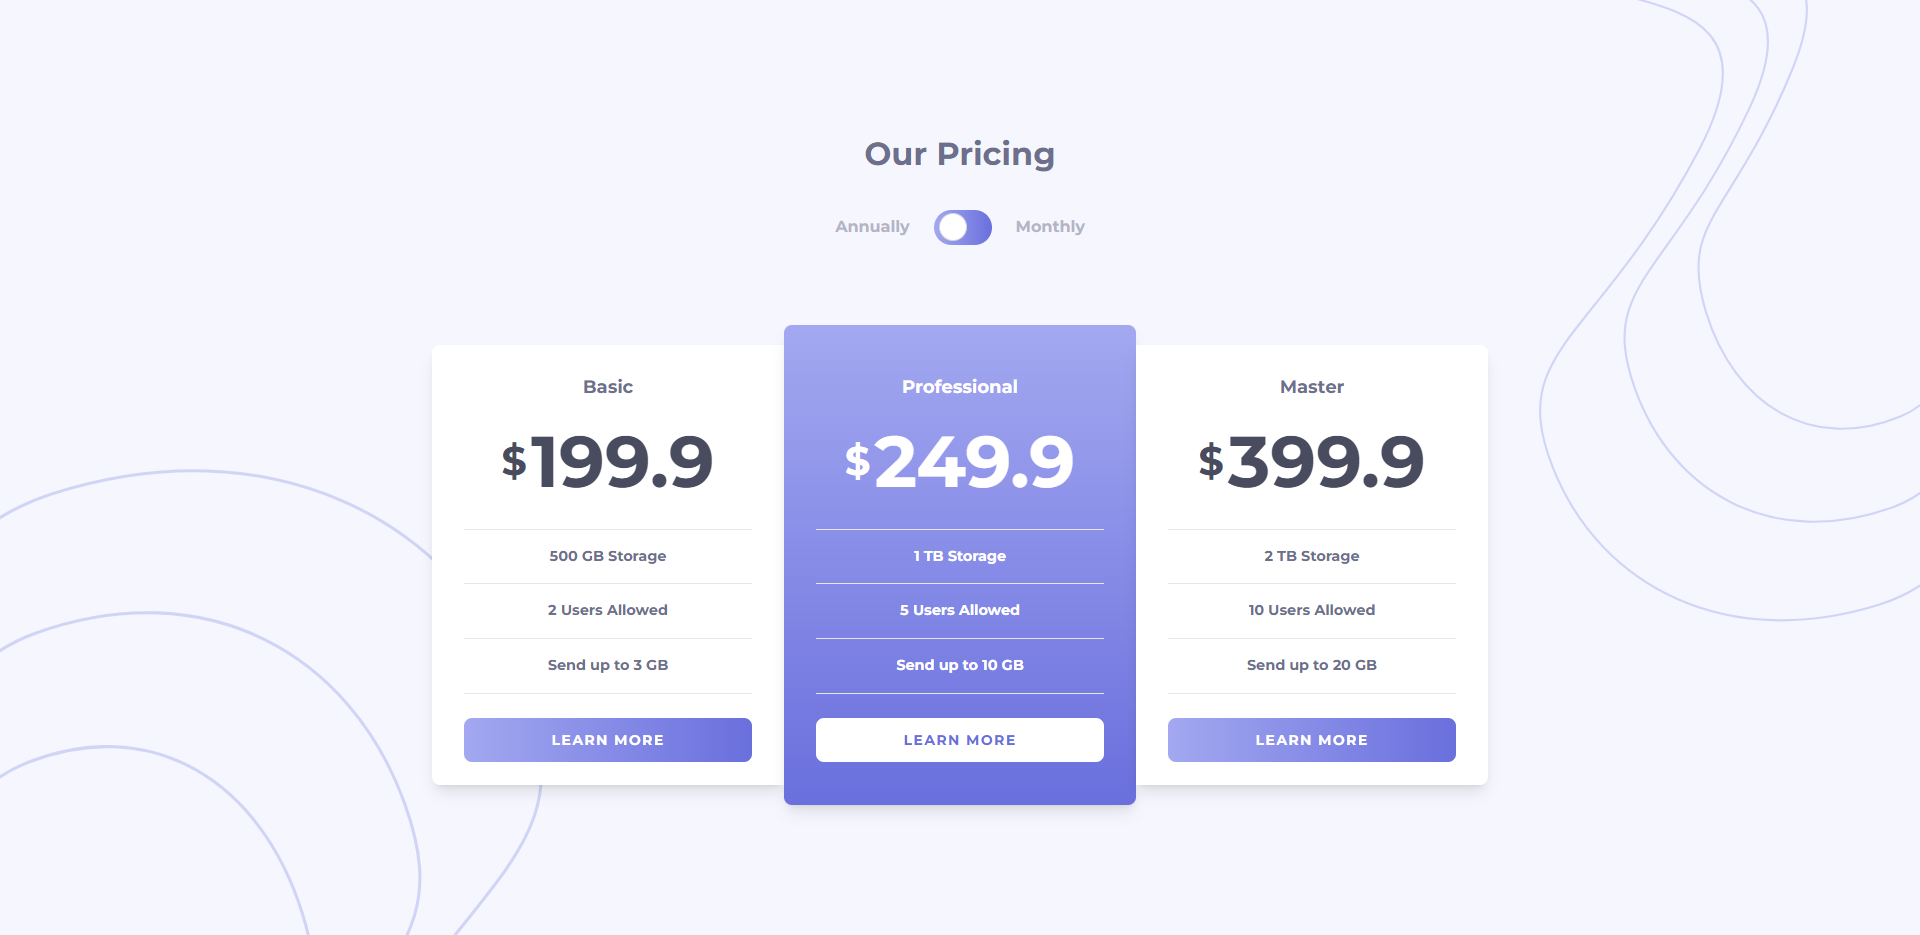 Our Pricing
Annually Monthly
Basic
$199.9
500 GB Storage
2 Users Allowed
Send up to 3 GB
LEARN MORE
Professional
$249.9
1 TB Storage
5 Users Allowed
Send up to 10 GB
LEARN MORE
Master
$399.9
2 TB Storage
10 Users Allowed
Send up to 20 GB
LEARN MORE